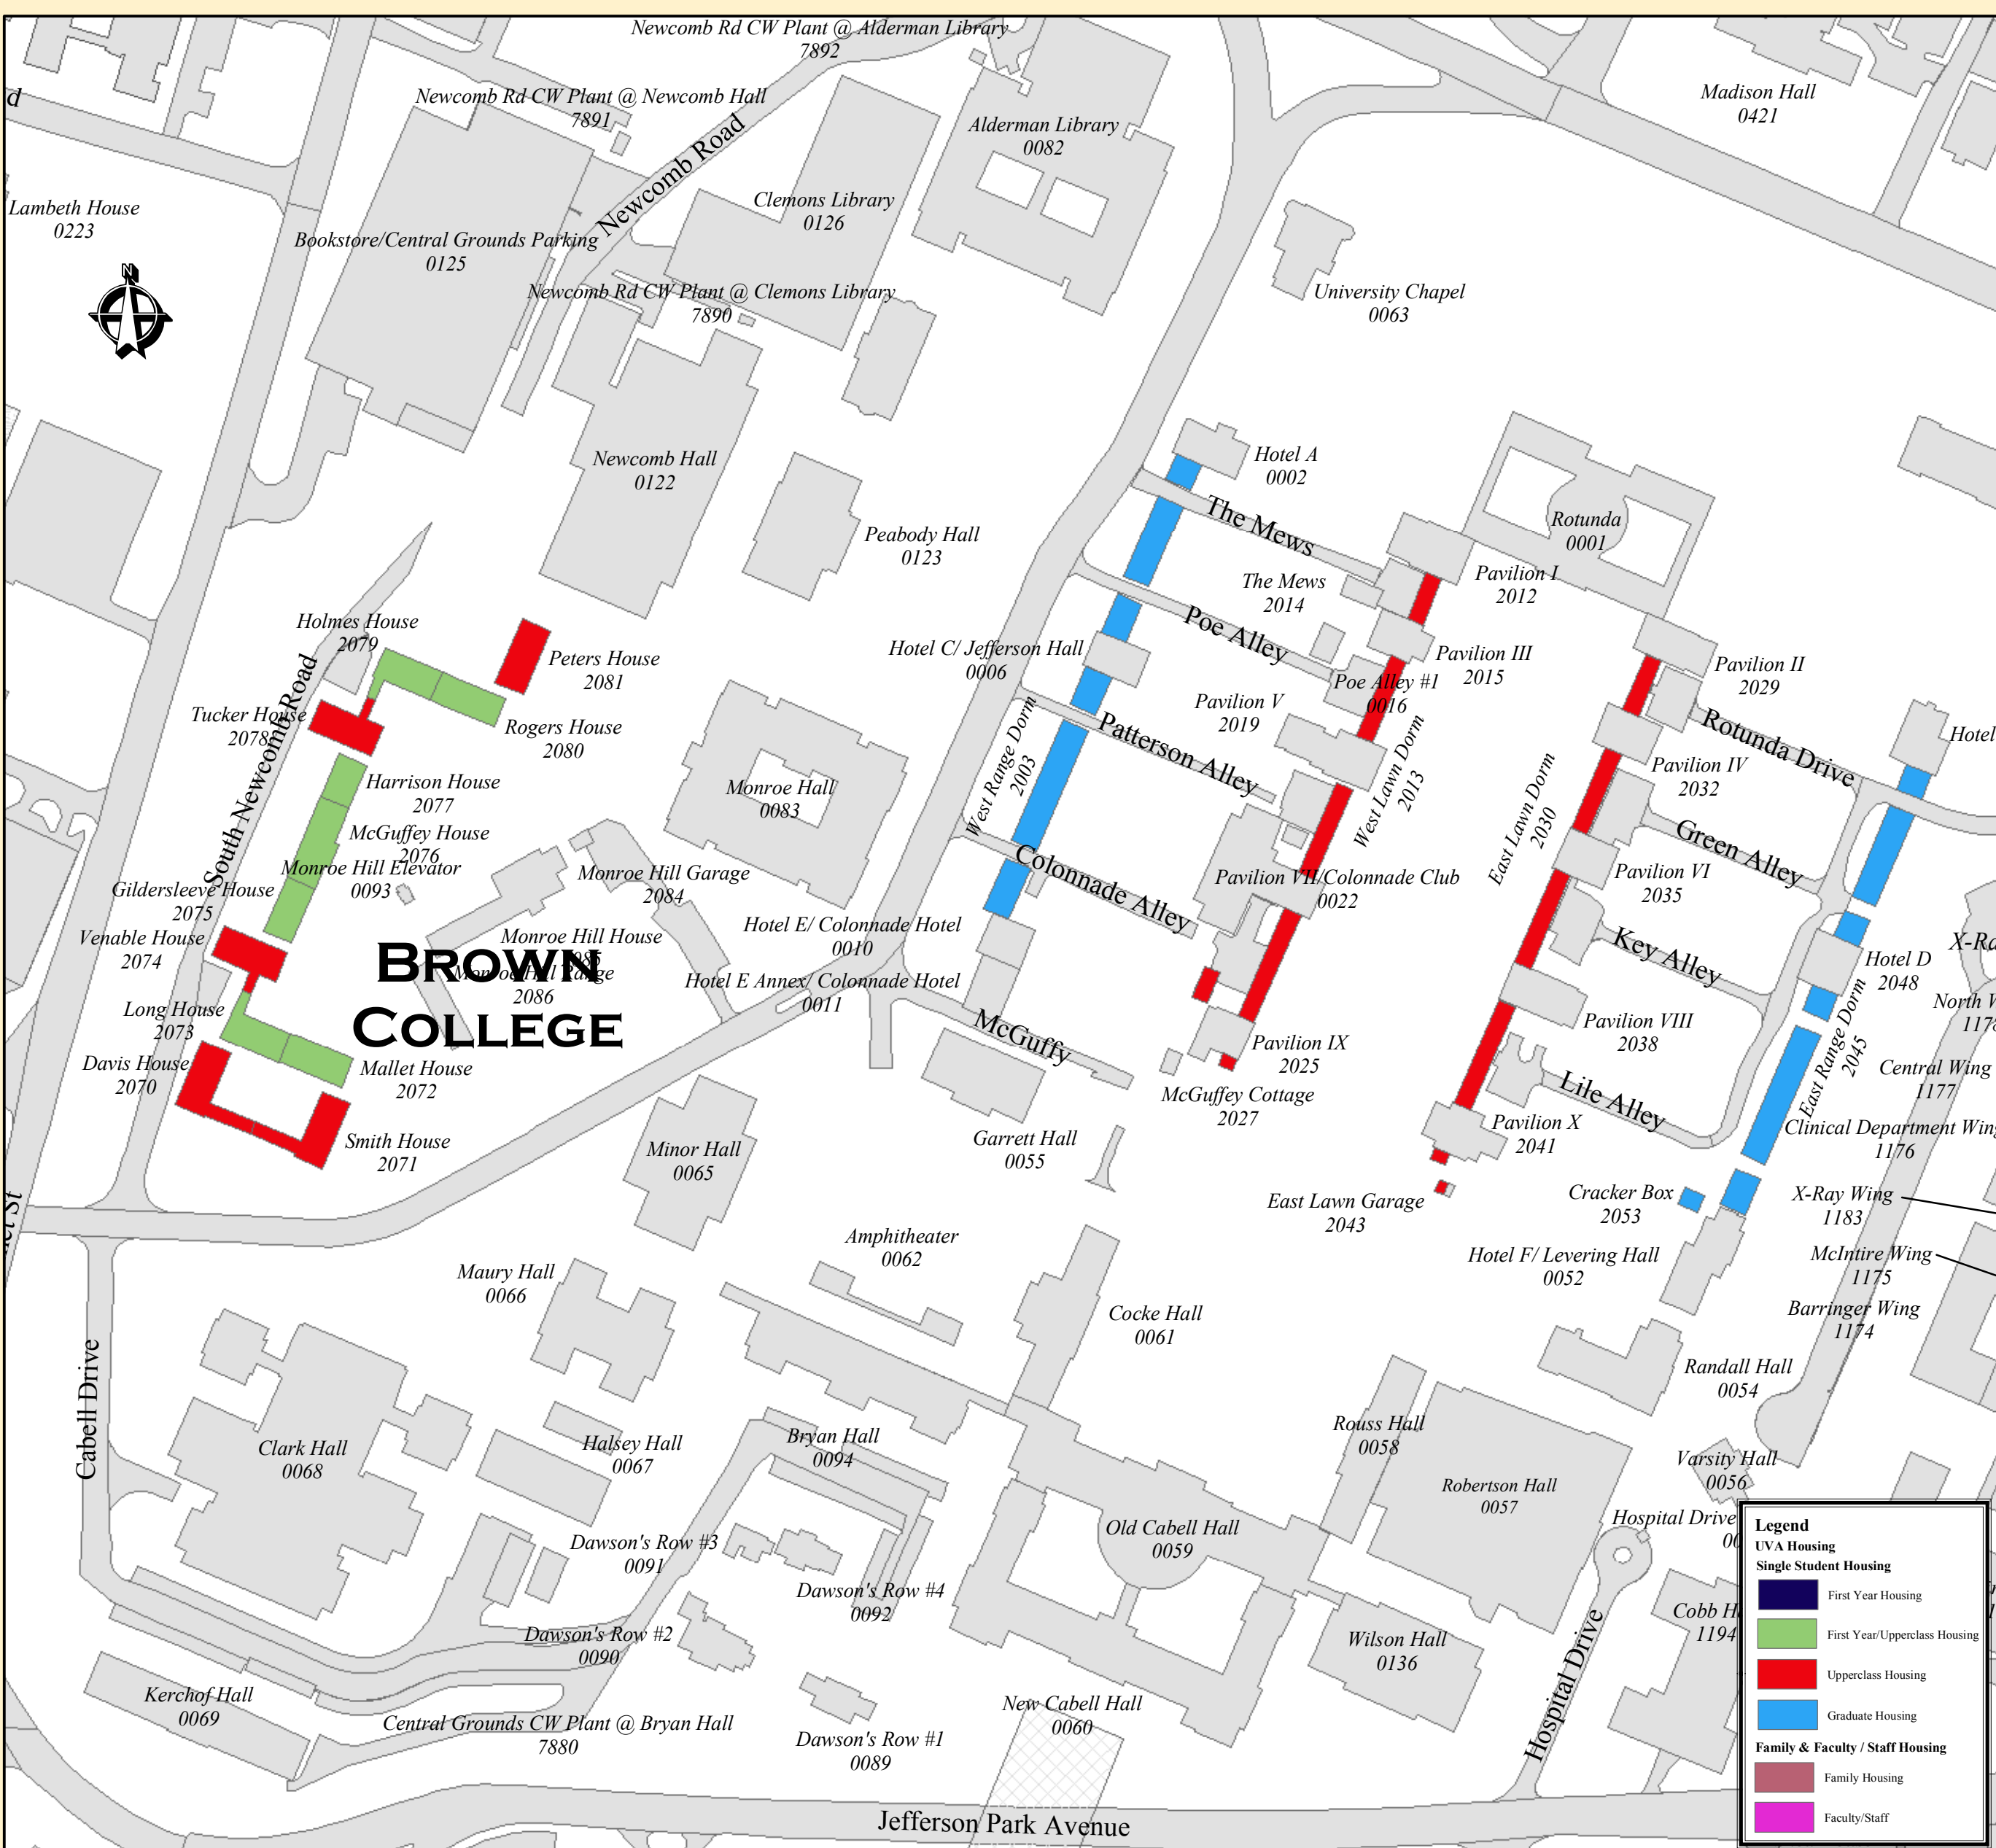 Newcomb Rd CW Plant @ Alderman Library
7892
Newcomb Rd CW Plant @ Newcomb Hall
7891
Newcomb Road
Alderman Library
0082
Madison Hall
0421
Lambeth House
0223
Clemons Library
0126
Bookstore/Central Grounds Parking
0125
N
Newcomb Rd CW Plant @ Clemons Library
7890
University Chapel
0063
Newcomb Hall
0122
Peabody Hall
0123
Hotel A
0002
The Mews
Rotunda
0001
The Mews
2014
Pavilion I
2012
Poe Alley
Holmes House
2079
Peters House
2081
Hotel C/ Jefferson Hall
0006
Pavilion III
2015
Poe Alley #1
0016
Pavilion II
2029
Tucker House
2078
South Newcomb Road
Rogers House
2080
Pavilion V
2019
Patterson Alley
West Range Dorm
2003
West Lawn Dorm
2013
Rotunda Drive
Hotel
Pavilion IV
2032
East Lawn Dorm
2030
Harrison House
2077
McGuffey House
2076
Monroe Hall
0083
Green Alley
Monroe Hill Elevator
0093
Gildersleeve House
2075
Monroe Hill Garage
2084
Colonnade Alley
Pavilion VII/Colonnade Club
0022
Pavilion VI
2035
Venable House
2074
Monroe Hill House
Monroe Hill Range
2086
Brown
College
Hotel E/ Colonnade Hotel
0010
Hotel E Annex/ Colonnade Hotel
0011
Key Alley
Hotel D
2048
Long House
2073
McGuffy
Pavilion VIII
2038
East Range Dorm
2045
Davis House
2070
Mallet House
2072
Pavilion IX
2025
McGuffey Cottage
2027
Lile Alley
Central Wing
1177
Smith House
2071
Minor Hall
0065
Garrett Hall
0055
Pavilion X
2041
Clinical Department Wing
1176
East Lawn Garage
2043
Cracker Box
2053
X-Ray Wing
1183
Amphitheater
0062
Hotel F/ Levering Hall
0052
McIntire Wing
1175
Maury Hall
0066
Cocke Hall
0061
Barringer Wing
1174
Cabell Drive
Randall Hall
0054
Clark Hall
0068
Halsey Hall
0067
Bryan Hall
0094
Rouss Hall
0058
Robertson Hall
0057
Varsity Hall
0056
Hospital Drive
Old Cabell Hall
0059
Dawson's Row #3
0091
Dawson's Row #4
0092
Dawson's Row #2
0090
Wilson Hall
0136
Hospital Drive
Cobb H
1194
Kerchof Hall
0069
Central Grounds CW Plant @ Bryan Hall
7880
Dawson's Row #1
0089
New Cabell Hall
0060
Jefferson Park Avenue
Legend
UVA Housing
Single Student Housing
First Year Housing
First Year/Upperclass Housing
Upperclass Housing
Graduate Housing
Family & Faculty / Staff Housing
Family Housing
Faculty/Staff